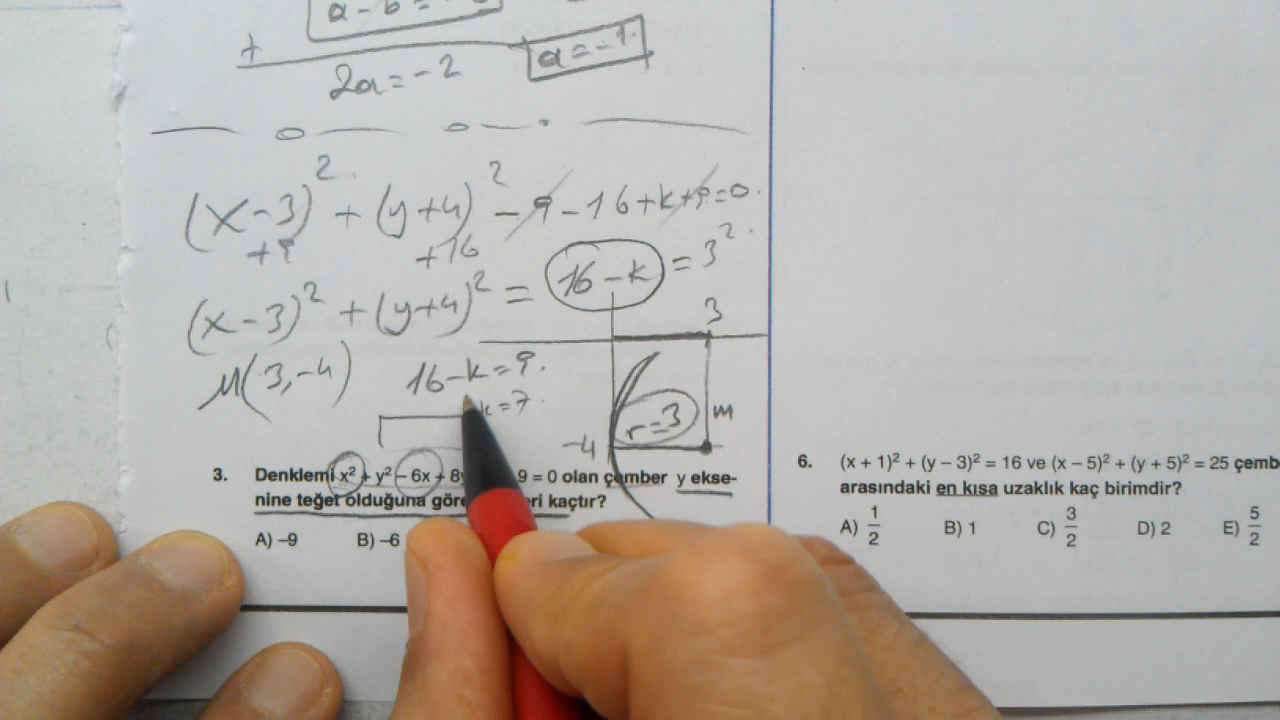 a - b =
+
2a = -2
a = -1.
(x-3)² + (y+4)² - 9 - 16 + k + 9 = 0.
+9 +16
(x-3)² + (y+4)² = 16 - k = 3².
3
M(3,-4)
16 - k = 9.
k = 7.
r = 3
m
-4
3. Denklemi x² + y² - 6x + 8y 9 = 0 olan çember y ekse-
nine teğet olduğuna göre kaçtır?
A) -9 B) -6
6. (x + 1)² + (y - 3)² = 16 ve (x - 5)² + (y + 5)² = 25 çemb
arasındaki en kısa uzaklık kaç birimdir?
A) 1/2 B) 1 C) 3/2 D) 2 E) 5/2